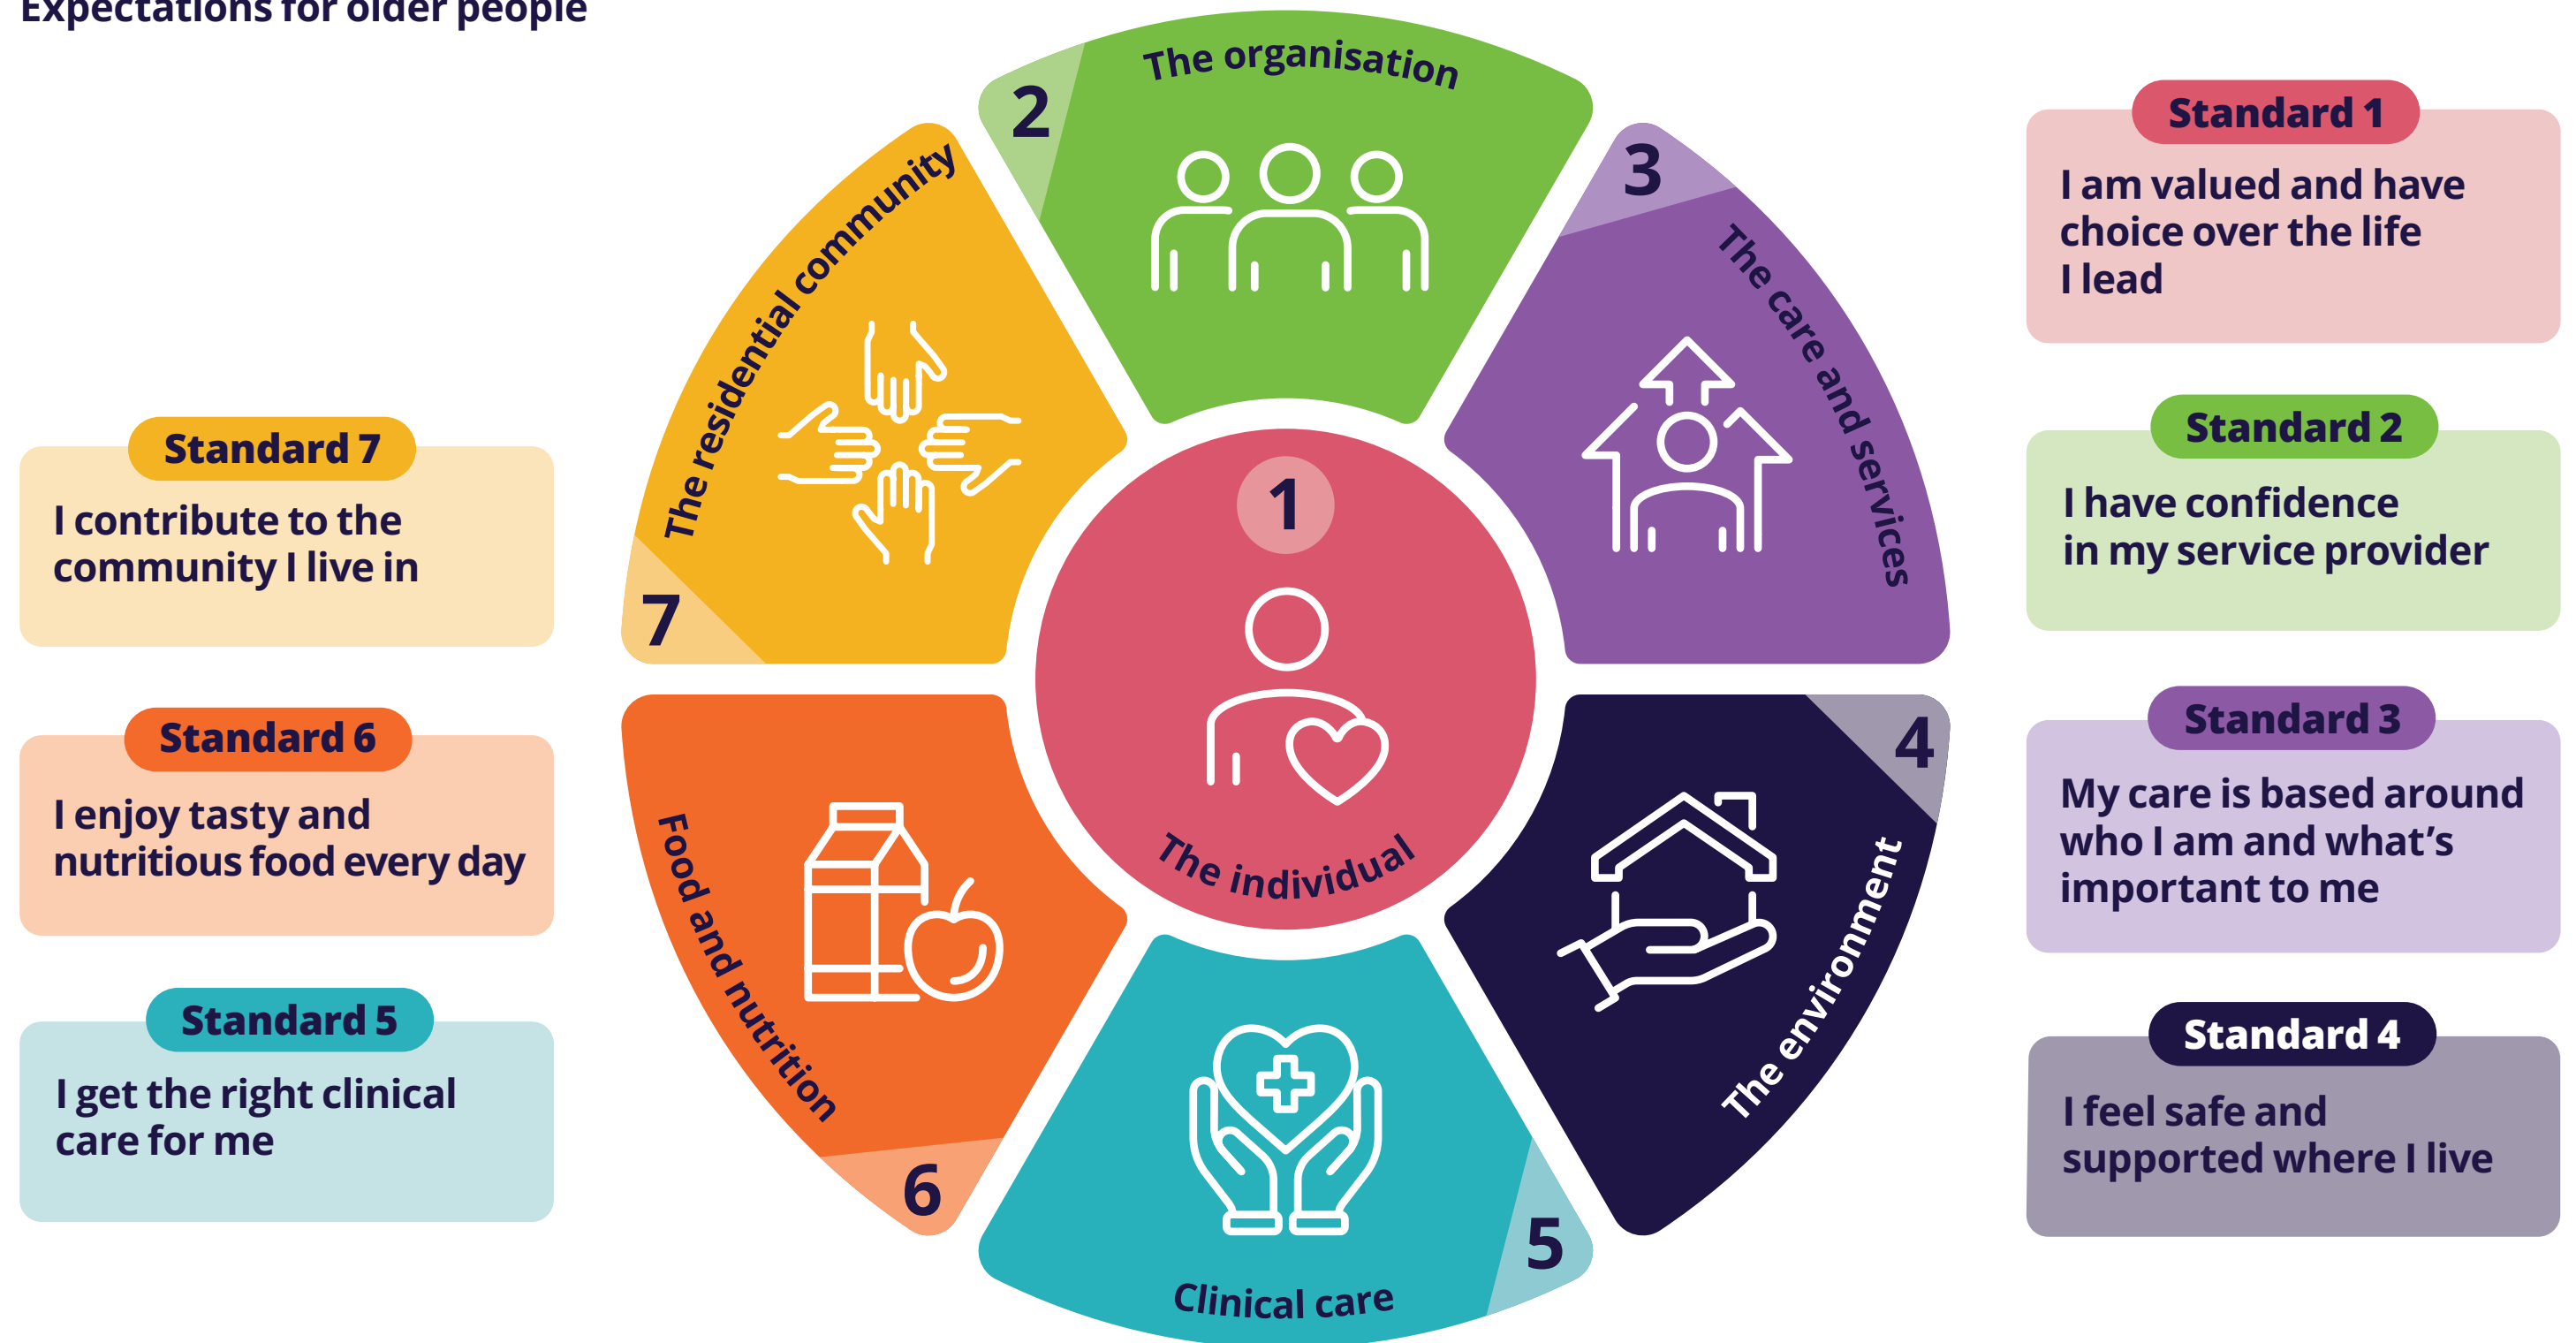 Expectations for older people
The organisation
2
3
The care and services
The residential community
7
1
The individual
4
The environment
Food and nutrition
6
5
Clinical care
Standard 7
I contribute to the
community I live in
Standard 6
I enjoy tasty and
nutritious food every day
Standard 5
I get the right clinical
care for me
Standard 1
I am valued and have
choice over the life
I lead
Standard 2
I have confidence
in my service provider
Standard 3
My care is based around
who I am and what’s
important to me
Standard 4
I feel safe and
supported where I live